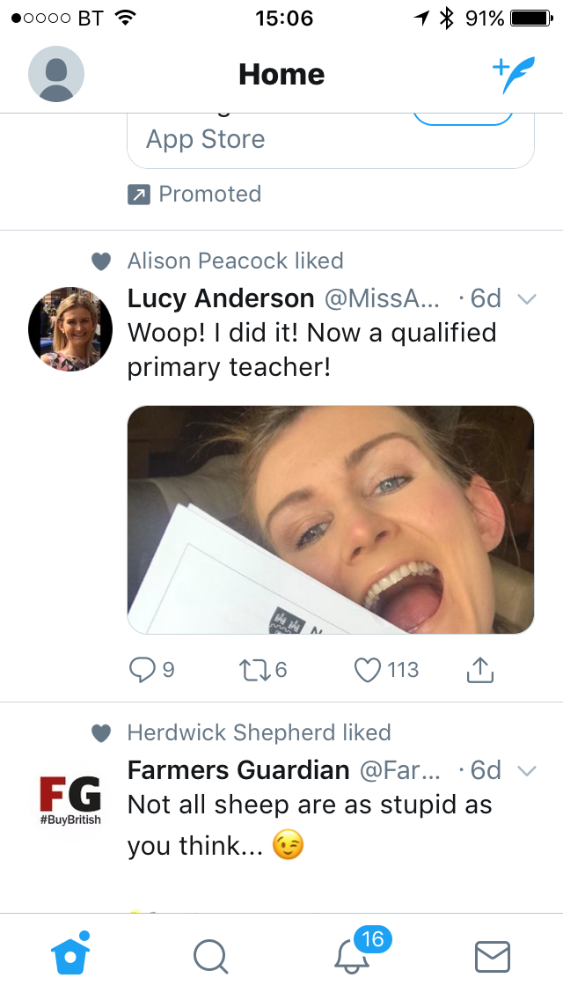 BT 15:06 91%
Home
App Store
Promoted
Alison Peacock liked
Lucy Anderson @MissA... · 6d
Woop! I did it! Now a qualified
primary teacher!
9 6 113
Herdwick Shepherd liked
Farmers Guardian @Far... · 6d
FG
#BuyBritish
Not all sheep are as stupid as
you think... 😉
16